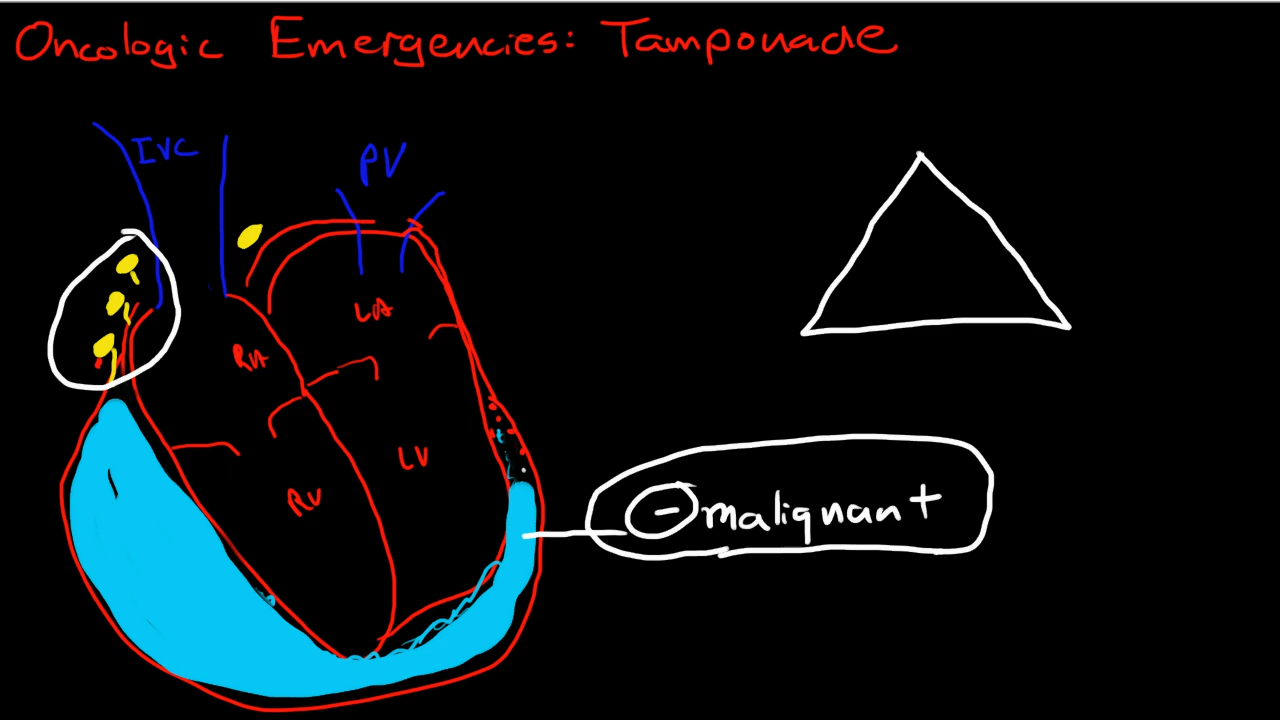 Oncologic Emergencies: Tamponade
IVC
PV
LA
RA
LV
RV
⊖malignant